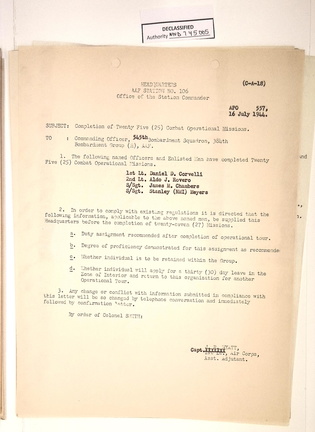 DECLASSIFIED
Authority NND 745005
HEADQUARTERS (C-A-18)
AAF STATION NO. 106
Office of the Station Commander
APO 557,
16 July 1944.
SUBJECT: Completion of Twenty Five (25) Combat Operational Missions.
TO : Commanding Officer, 545th Bombardment Squadron, 384th
Bombardment Group (H), AAF.
1. The following named Officers and Enlisted Men have completed Twenty
Five (25) Combat Operational Missions.
1st Lt. Daniel D. Corvelli
2nd Lt. Aldo J. Rovero
S/Sgt. James M. Chambers
S/Sgt. Stanley (NMI) Meyers
2. In order to comply with existing regulations it is directed that the
following information, applicable to the above named men, be supplied this
Headquarters before the completion of twenty-seven (27) Missions.
a. Duty assignment recommended after completion of operational tour.
b. Degree of proficiency demonstrated for this assignment as recommende
c. Whether individual is to be retained within the Group.
d. Whether individual will apply for a thirty (30) day leave in the
Zone of Interior and return to this organization for another
Operational Tour.
3. Any change or conflict with information submitted in compliance with
this letter will be so changed by telephone conversation and immediately
followed by confirmation letter.
By order of Colonel SMITH:
Capt. Air Corps,
Asst. Adjutant.